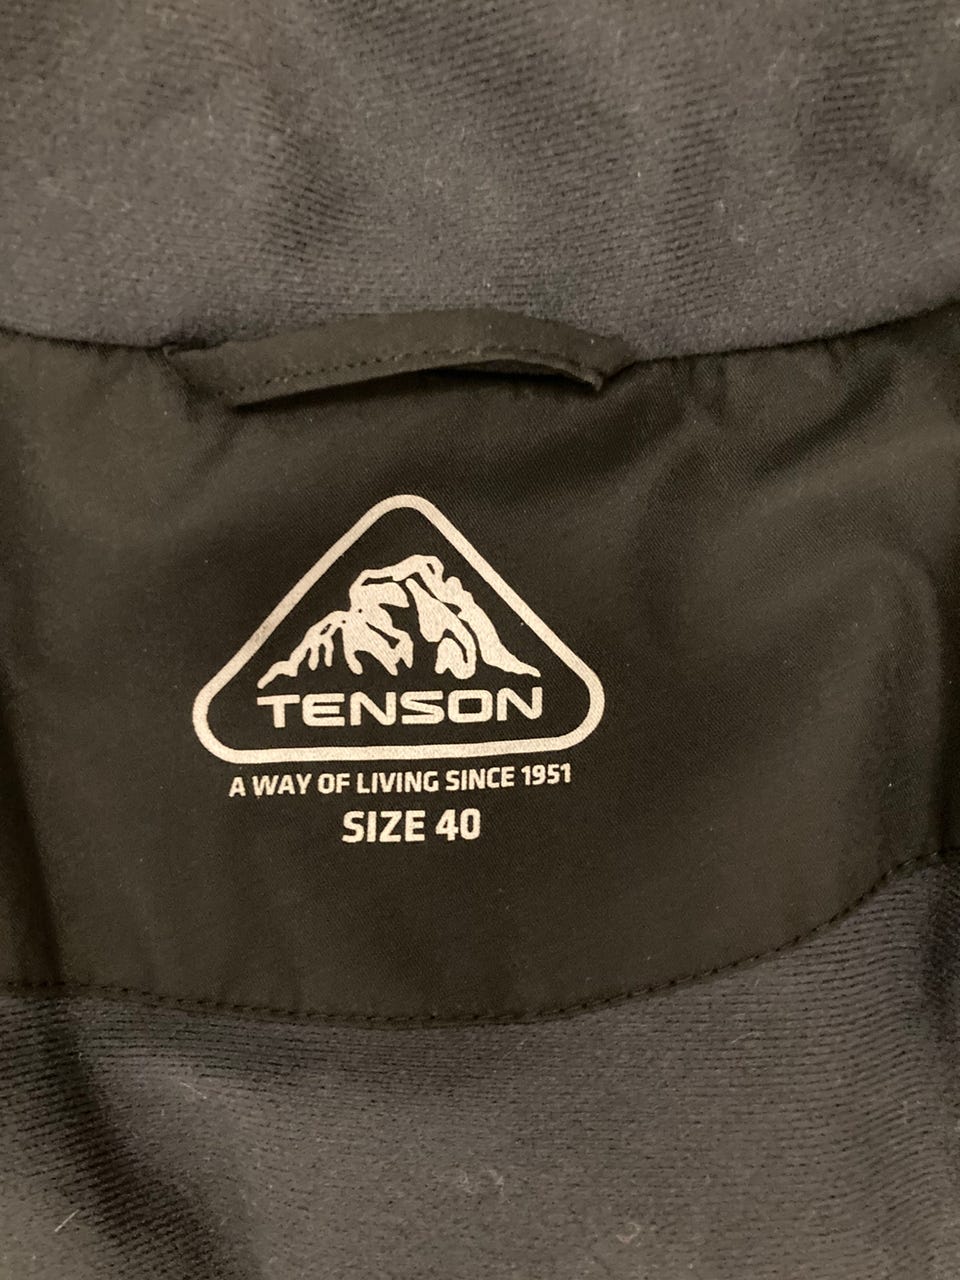 TENSON
A WAY OF LIVING SINCE 1951
SIZE 40